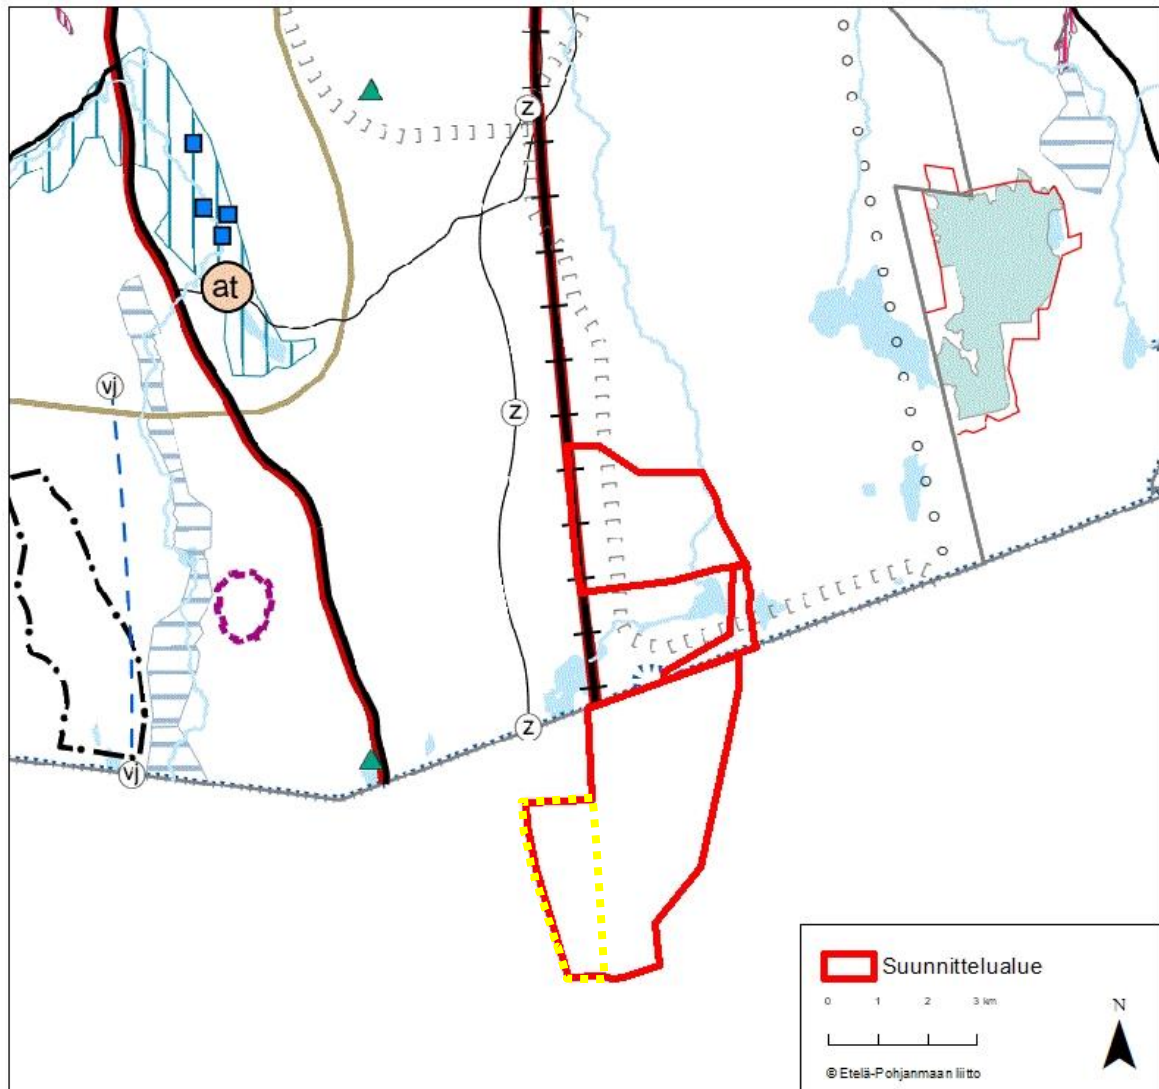 z
at
vj
z
z
vj
Suunnittelualue
0 1 2 3 km
N
© Etelä-Pohjanmaan liitto